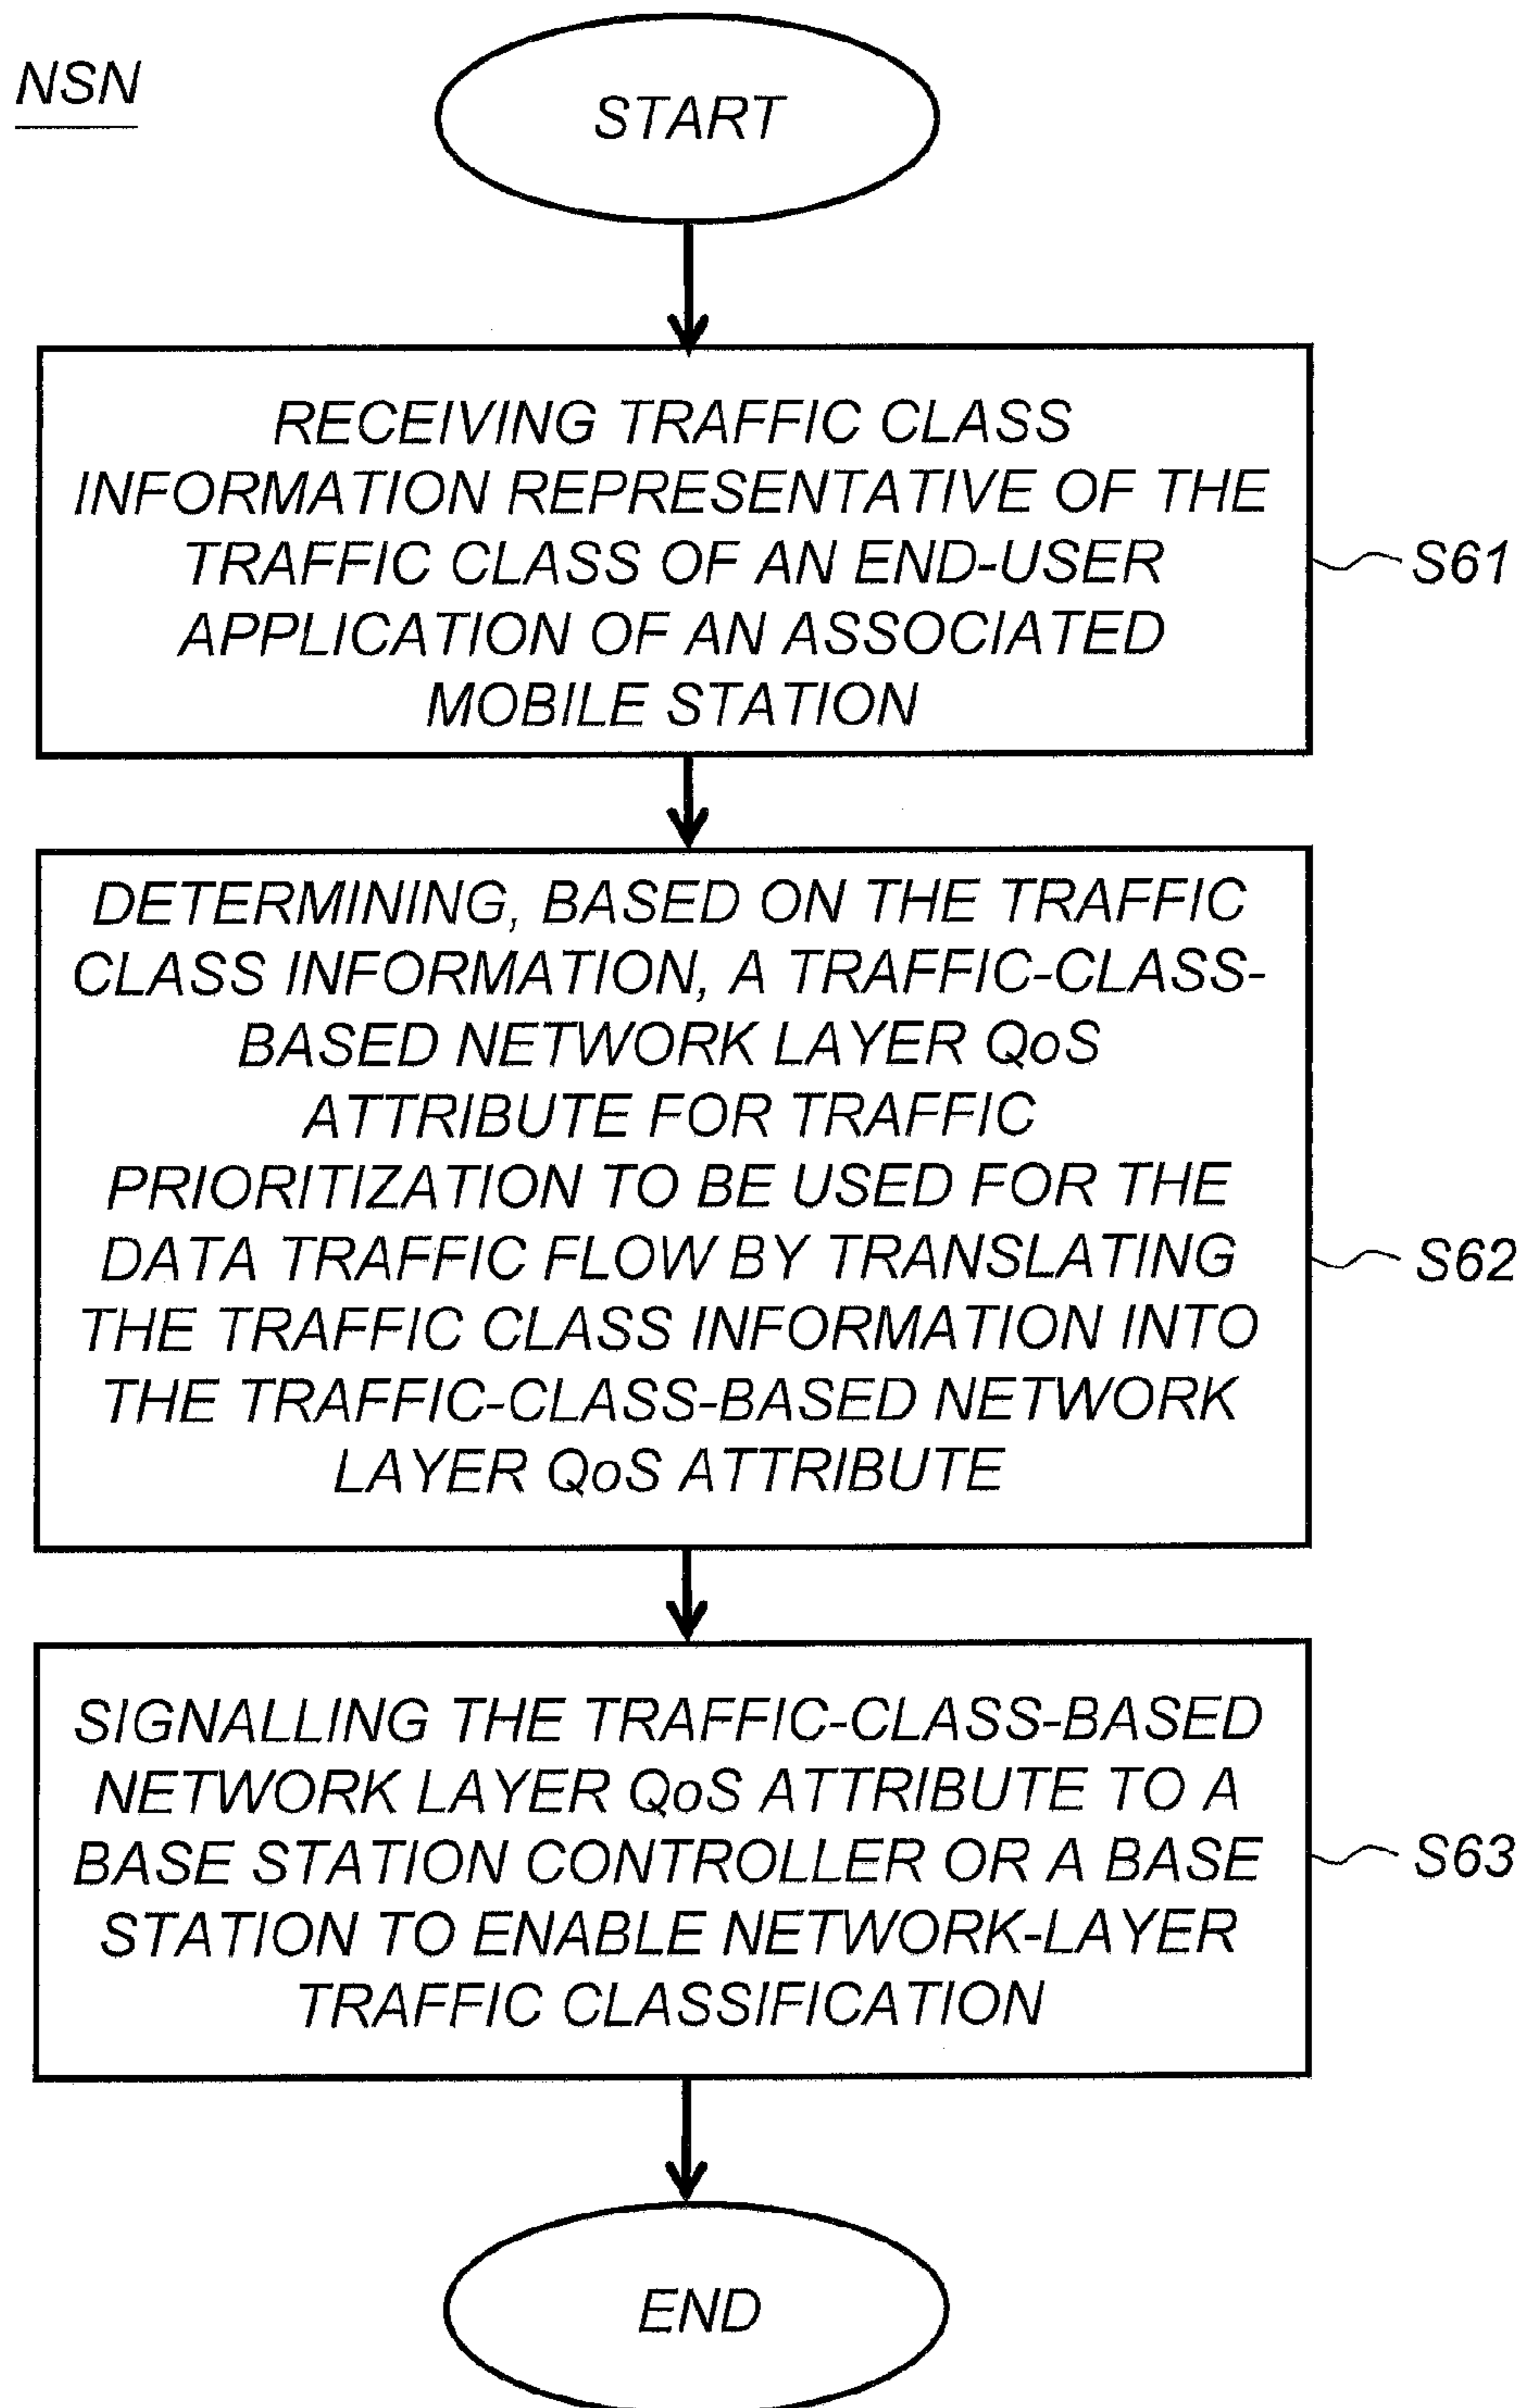 NSN
START
RECEIVING TRAFFIC CLASS
INFORMATION REPRESENTATIVE OF THE
TRAFFIC CLASS OF AN END-USER
APPLICATION OF AN ASSOCIATED
MOBILE STATION
S61
DETERMINING, BASED ON THE TRAFFIC
CLASS INFORMATION, A TRAFFIC-CLASS-
BASED NETWORK LAYER QoS
ATTRIBUTE FOR TRAFFIC
PRIORITIZATION TO BE USED FOR THE
DATA TRAFFIC FLOW BY TRANSLATING
THE TRAFFIC CLASS INFORMATION INTO
THE TRAFFIC-CLASS-BASED NETWORK
LAYER QoS ATTRIBUTE
S62
SIGNALLING THE TRAFFIC-CLASS-BASED
NETWORK LAYER QoS ATTRIBUTE TO A
BASE STATION CONTROLLER OR A BASE
STATION TO ENABLE NETWORK-LAYER
TRAFFIC CLASSIFICATION
S63
END